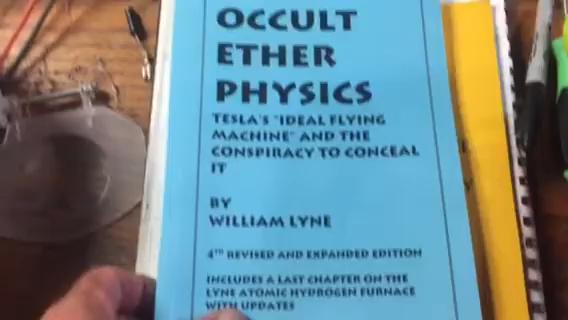 OCCULT
ETHER
PHYSICS
TESLA'S "IDEAL FLYING
MACHINE" AND THE
CONSPIRACY TO CONCEAL
IT
BY
WILLIAM LYNE
4TH REVISED AND EXPANDED EDITION
INCLUDES A LAST CHAPTER ON THE
LYNE ATOMIC HYDROGEN FURNACE
WITH UPDATES